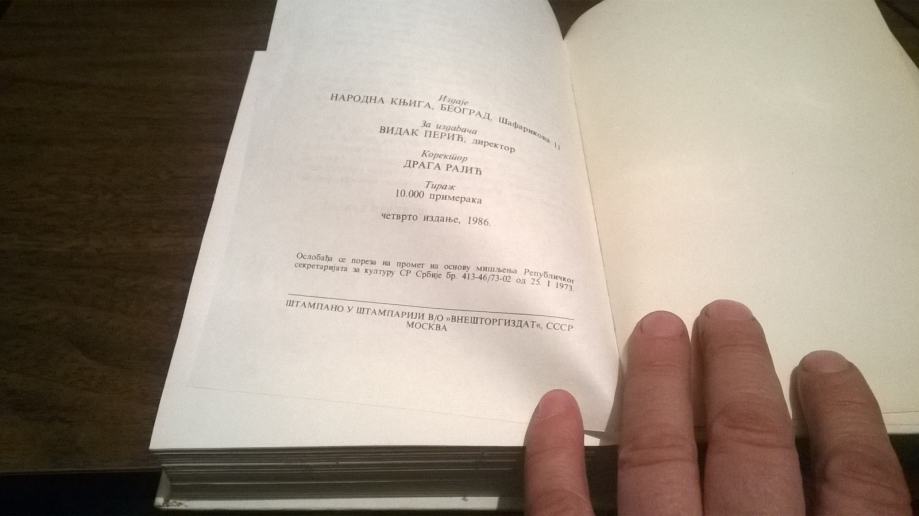 Издаје
НАРОДНА КЊИГА, БЕОГРАД, Шафарикова 11
За издавача
ВИДАК ПЕРИЋ, директор
Коректор
ДРАГА РАЈИЋ
Тираж
10.000 примерака
четврто издање, 1986.
Ослобађа се пореза на промет на основу мишљења Републичког
секретаријата за културу СР Србије бр. 413-46/73-02 од 25. I 1973.
ШТАМПАНО У ШТАМПАРИЈИ В/О »ВНЕШТОРГИЗДАТ«, СССР
МОСКВА